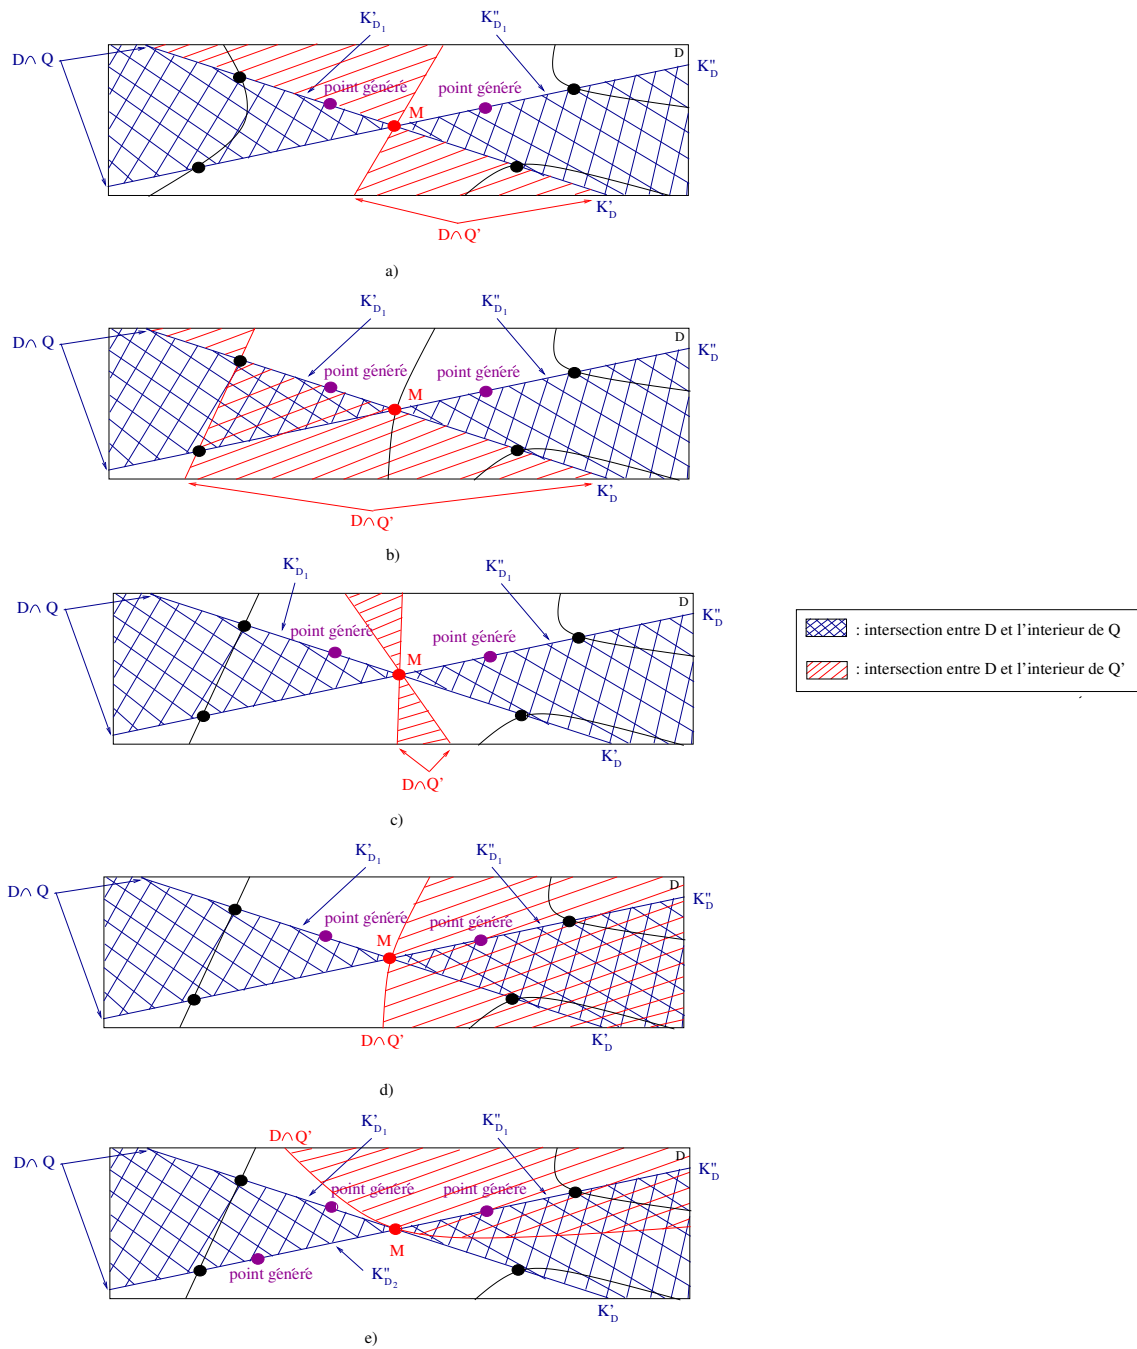 K'D1 K''D1
D∩Q D K''D
point généré point généré
M
K'D
D∩Q'
a)
K'D1 K''D1
D∩Q D K''D
point généré point généré
M
K'D
D∩Q'
b)
K'D1 K''D1
D∩Q D K''D
point généré point généré
M
K'D
D∩Q'
c)
: intersection entre D et l'interieur de Q
: intersection entre D et l'interieur de Q'
K'D1 K''D1
D∩Q D K''D
point généré point généré
M
D∩Q' K'D
d)
D∩Q' K'D1 K''D1
D∩Q D K''D
point généré point généré
M
point généré K''D2
K'D
e)